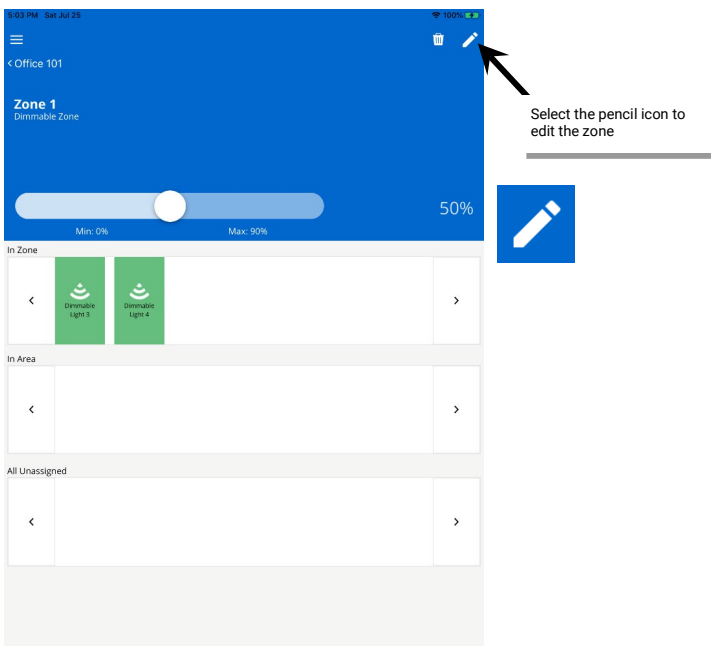 5:03 PM Sat Jul 25
100%
< Office 101
Zone 1
Dimmable Zone
50%
Min: 0%
Max: 90%
In Zone
Dimmable
Light 3
Dimmable
Light 4
In Area
All Unassigned
Select the pencil icon to
edit the zone